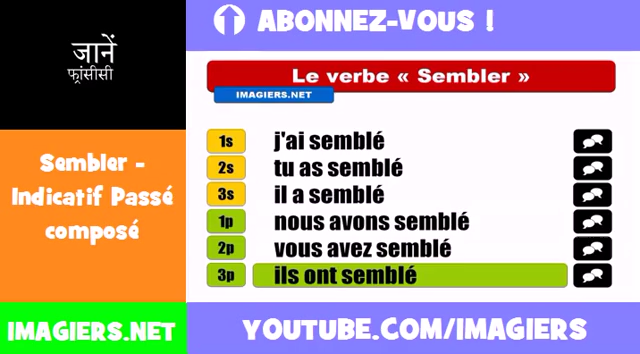 जानें
फ्रांसीसी
Sembler -
Indicatif Passé
composé
IMAGIERS.NET
ABONNEZ-VOUS !
Le verbe « Sembler »
IMAGIERS.NET
1s j'ai semblé
2s tu as semblé
3s il a semblé
1p nous avons semblé
2p vous avez semblé
3p ils ont semblé
YOUTUBE.COM/IMAGIERS